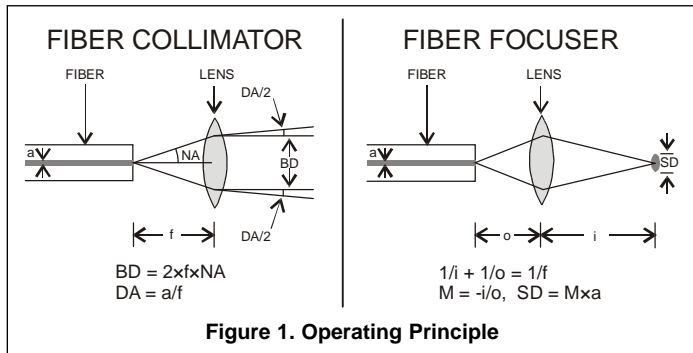 FIBER COLLIMATOR
FIBER
LENS
DA/2
a
NA
BD
DA/2
f
BD = 2×f×NA
DA = a/f
FIBER FOCUSER
FIBER
LENS
a
SD
o
i
1/i + 1/o = 1/f
M = -i/o, SD = M×a
Figure 1. Operating Principle